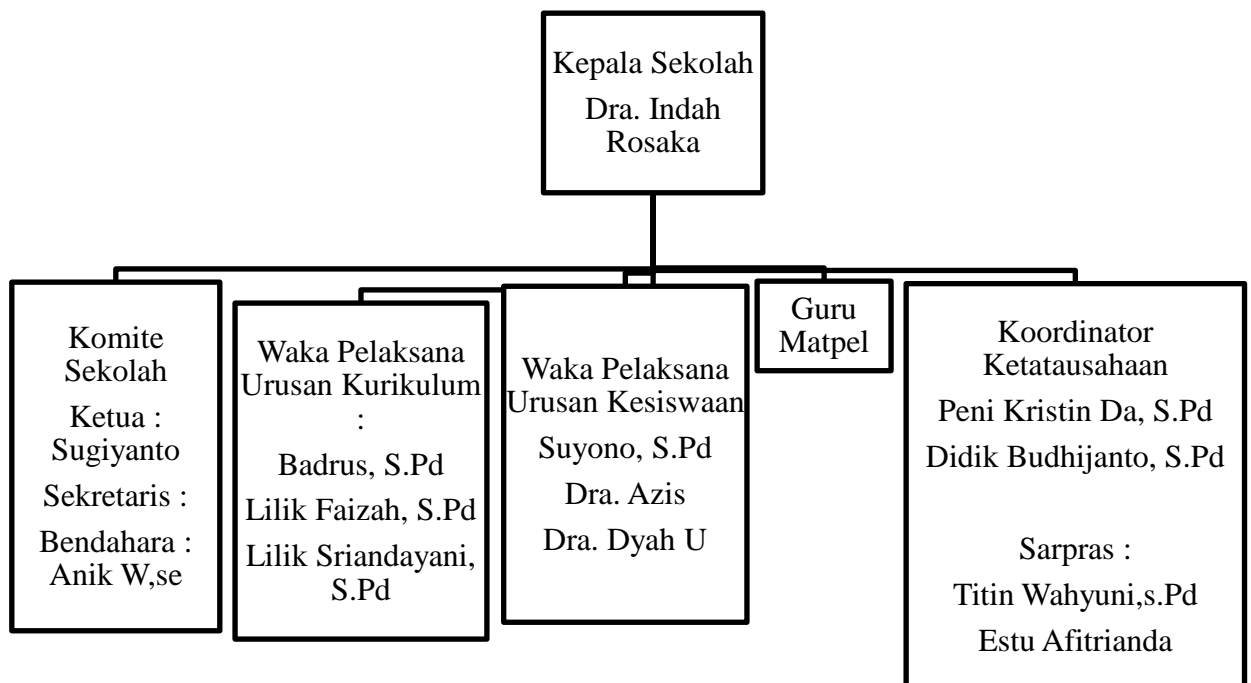 Kepala Sekolah
Dra. Indah
Rosaka
Komite
Sekolah
Ketua :
Sugiyanto
Sekretaris :
Bendahara :
Anik W,se
Waka Pelaksana
Urusan Kurikulum
:
Badrus, S.Pd
Lilik Faizah, S.Pd
Lilik Sriandayani,
S.Pd
Waka Pelaksana
Urusan Kesiswaan
Suyono, S.Pd
Dra. Azis
Dra. Dyah U
Guru
Matpel
Koordinator
Ketatausahaan
Peni Kristin Da, S.Pd
Didik Budhijanto, S.Pd
Sarpras :
Titin Wahyuni,s.Pd
Estu Afitrianda